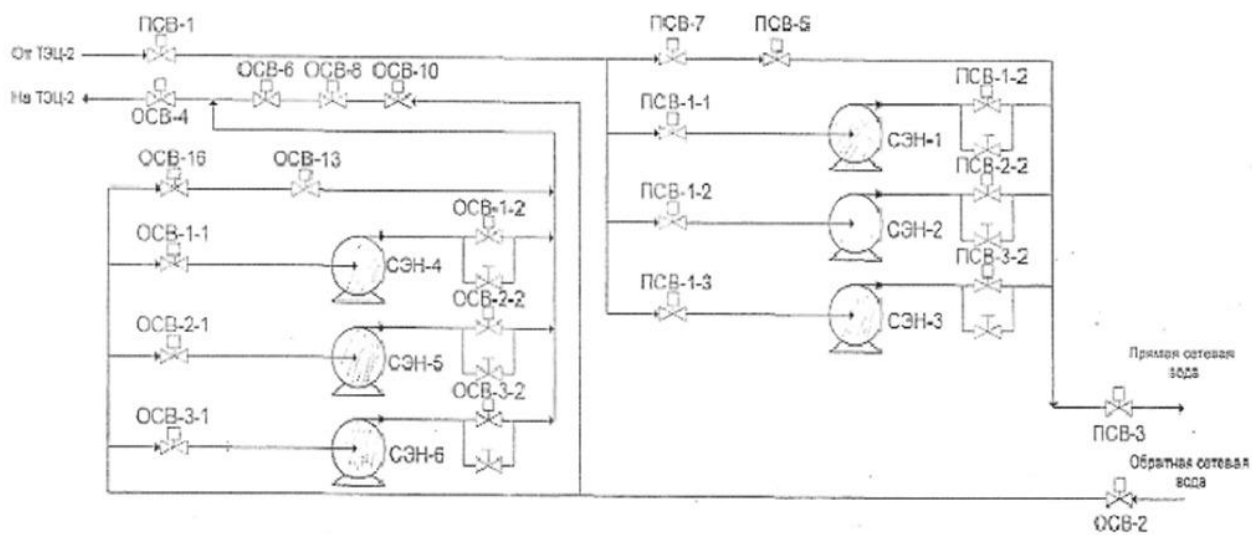 ПСВ-1
ПСВ-7
ПСВ-5
От ТЭЦ-2
ОСВ-6
ОСВ-8
ОСВ-10
ПСВ-1-2
На ТЭЦ-2
ОСВ-4
ПСВ-1-1
СЭН-1
ОСВ-16
ОСВ-13
ПСВ-2-2
ПСВ-1-2
ОСВ-1-2
ОСВ-1-1
СЭН-2
СЭН-4
ПСВ-3-2
ПСВ-1-3
ОСВ-2-2
ОСВ-2-1
СЭН-3
СЭН-5
Прямая сетевая
вода
ОСВ-3-2
ОСВ-3-1
ПСВ-3
СЭН-6
Обратная сетевая
вода
ОСВ-2